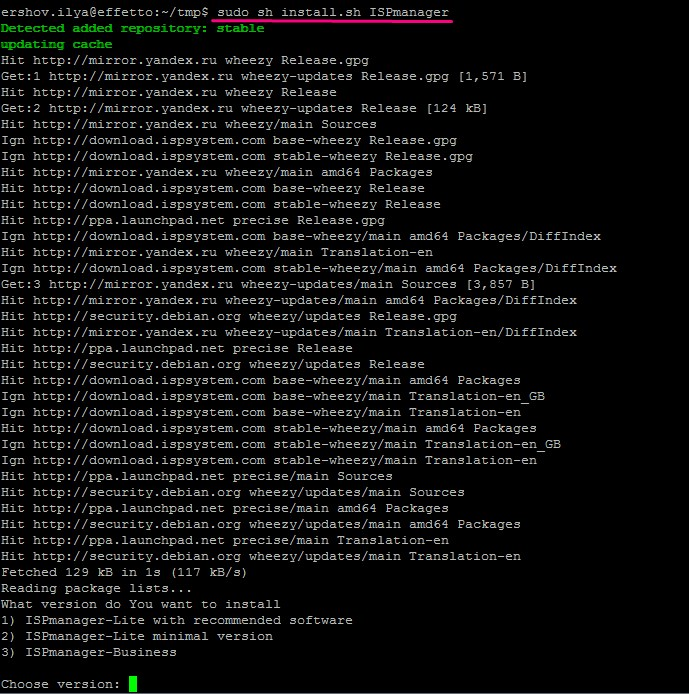 ershov.ilya@effetto:~/tmp$ sudo sh install.sh ISPmanager
Detected added repository: stable
updating cache
Hit http://mirror.yandex.ru wheezy Release.gpg
Get:1 http://mirror.yandex.ru wheezy-updates Release.gpg [1,571 B]
Hit http://mirror.yandex.ru wheezy Release
Get:2 http://mirror.yandex.ru wheezy-updates Release [124 kB]
Hit http://mirror.yandex.ru wheezy/main Sources
Ign http://download.ispsystem.com base-wheezy Release.gpg
Ign http://download.ispsystem.com stable-wheezy Release.gpg
Hit http://mirror.yandex.ru wheezy/main amd64 Packages
Hit http://download.ispsystem.com base-wheezy Release
Hit http://download.ispsystem.com stable-wheezy Release
Hit http://ppa.launchpad.net precise Release.gpg
Ign http://download.ispsystem.com base-wheezy/main amd64 Packages/DiffIndex
Hit http://mirror.yandex.ru wheezy/main Translation-en
Ign http://download.ispsystem.com stable-wheezy/main amd64 Packages/DiffIndex
Get:3 http://mirror.yandex.ru wheezy-updates/main Sources [3,857 B]
Hit http://mirror.yandex.ru wheezy-updates/main amd64 Packages/DiffIndex
Hit http://security.debian.org wheezy/updates Release.gpg
Hit http://mirror.yandex.ru wheezy-updates/main Translation-en/DiffIndex
Hit http://ppa.launchpad.net precise Release
Hit http://security.debian.org wheezy/updates Release
Hit http://download.ispsystem.com base-wheezy/main amd64 Packages
Ign http://download.ispsystem.com base-wheezy/main Translation-en_GB
Ign http://download.ispsystem.com base-wheezy/main Translation-en
Hit http://download.ispsystem.com stable-wheezy/main amd64 Packages
Ign http://download.ispsystem.com stable-wheezy/main Translation-en_GB
Ign http://download.ispsystem.com stable-wheezy/main Translation-en
Hit http://ppa.launchpad.net precise/main Sources
Hit http://security.debian.org wheezy/updates/main Sources
Hit http://ppa.launchpad.net precise/main amd64 Packages
Hit http://security.debian.org wheezy/updates/main amd64 Packages
Hit http://ppa.launchpad.net precise/main Translation-en
Hit http://security.debian.org wheezy/updates/main Translation-en
Fetched 129 kB in 1s (117 kB/s)
Reading package lists...
What version do You want to install
1) ISPmanager-Lite with recommended software
2) ISPmanager-Lite minimal version
3) ISPmanager-Business
Choose version: